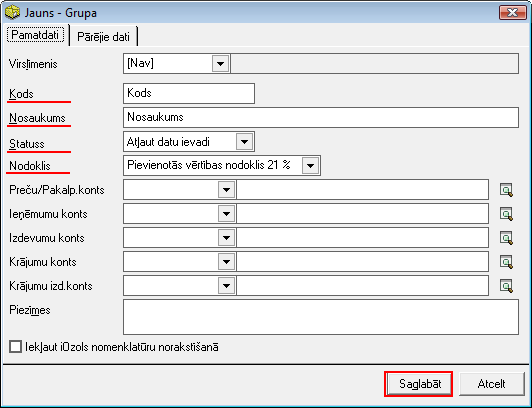 Jauns - Grupa
Pamatdati Pārējie dati
Virslīmenis [Nav]
Kods Kods
Nosaukums Nosaukums
Statuss Atļaut datu ievadi
Nodoklis Pievienotās vērtības nodoklis 21 %
Preču/Pakalp.konts
Ieņēmumu konts
Izdevumu konts
Krājumu konts
Krājumu izd.konts
Piezīmes
Iekļaut iOzols nomenklatūru norakstīšanā
Saglabāt Atcelt